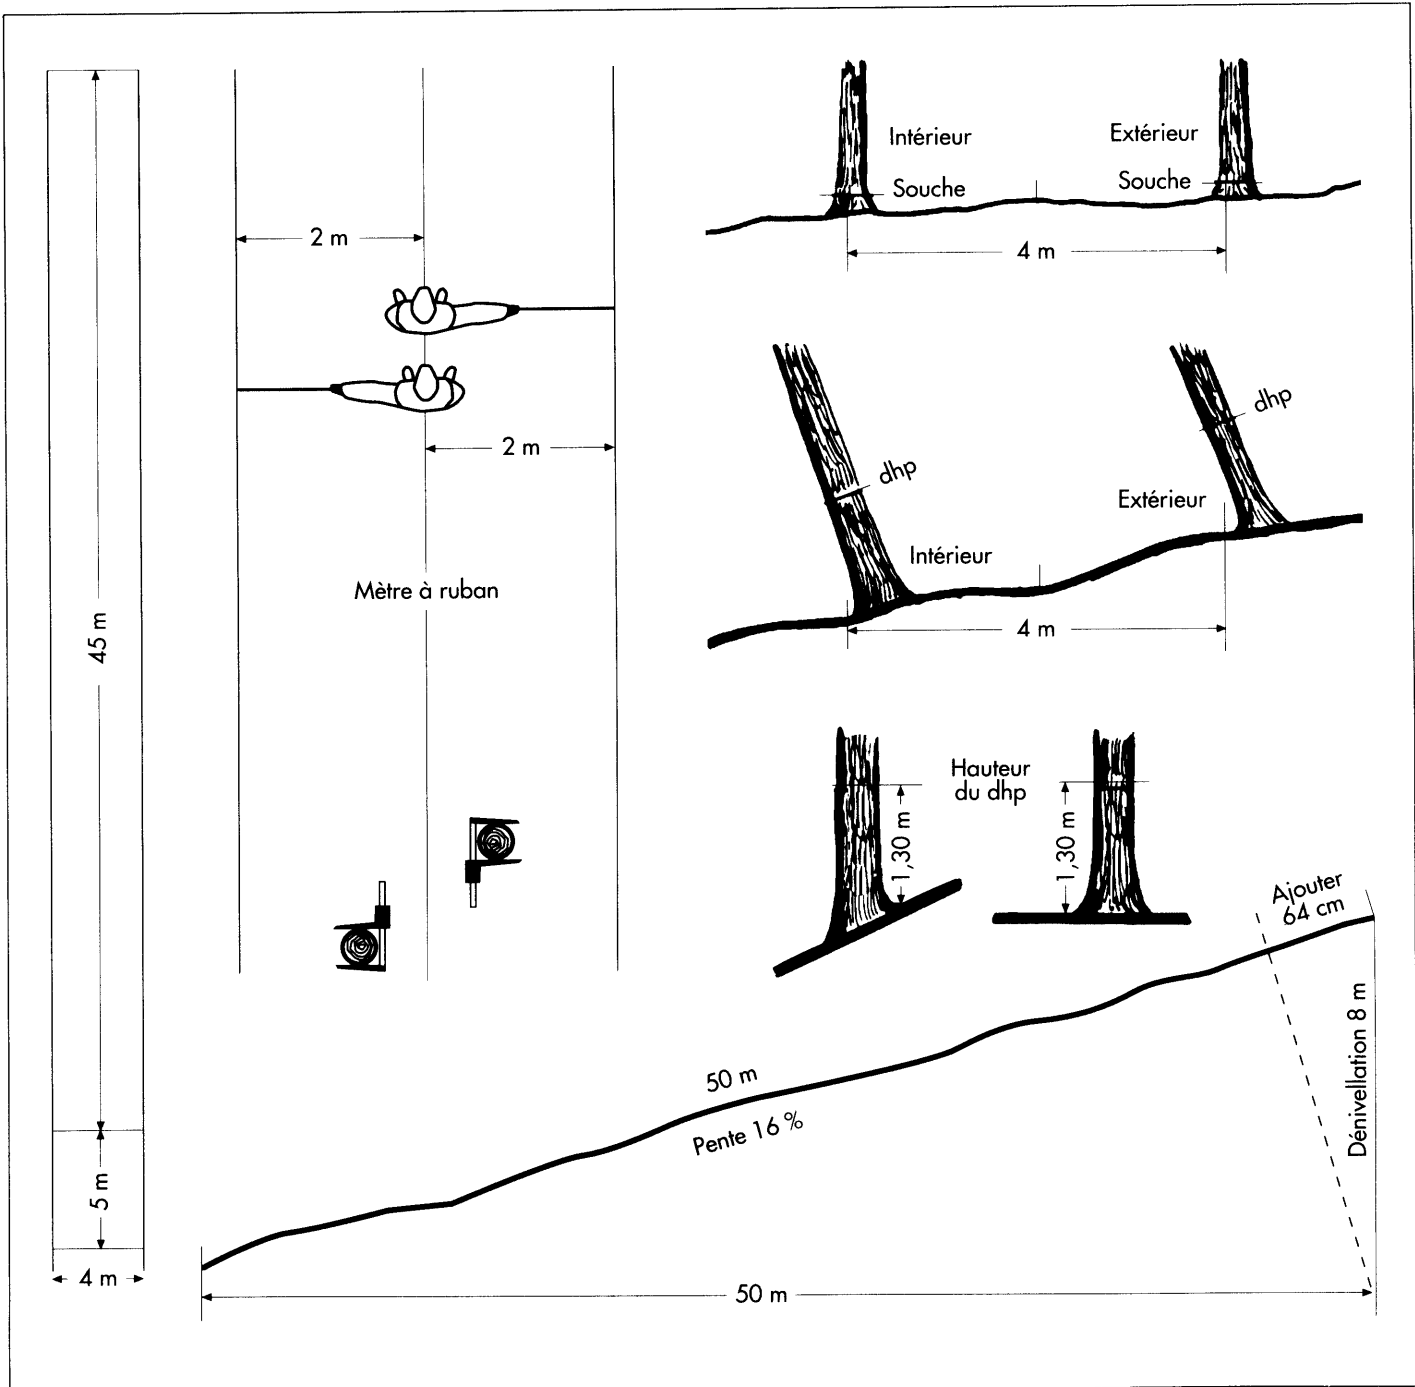 45 m
5 m
4 m
2 m
2 m
Mètre à ruban
Intérieur
Extérieur
Souche
Souche
4 m
dhp
dhp
Extérieur
Intérieur
4 m
Hauteur
du dhp
1,30 m
1,30 m
Ajouter
64 cm
Dénivellation 8 m
50 m
Pente 16 %
50 m